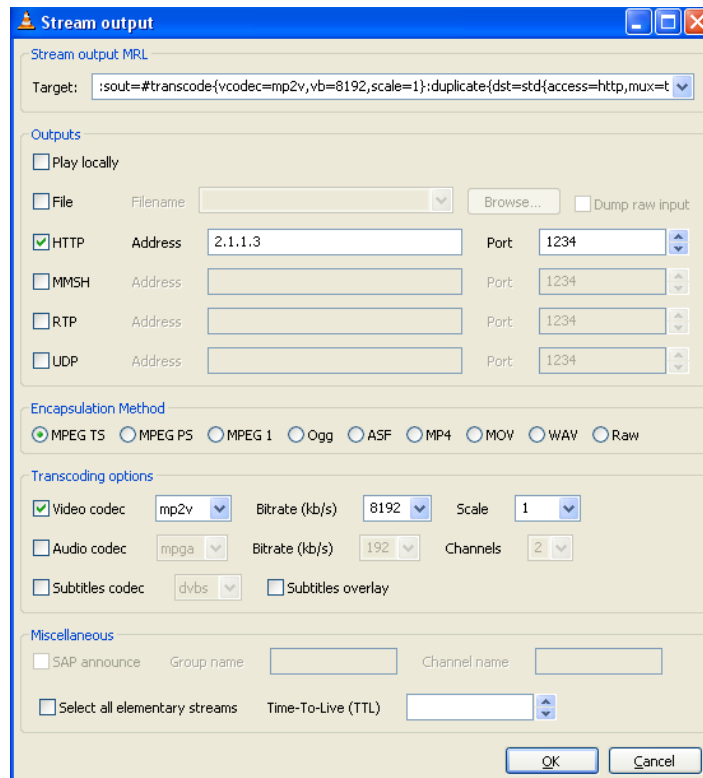 Stream output
Stream output MRL
Target: :sout=#transcode{vcodec=mp2v,vb=8192,scale=1}:duplicate{dst=std{access=http,mux=t
Outputs
Play locally
File Filename Browse... Dump raw input
HTTP Address 2.1.1.3 Port 1234
MMSH Address Port 1234
RTP Address Port 1234
UDP Address Port 1234
Encapsulation Method
MPEG TS MPEG PS MPEG 1 Ogg ASF MP4 MOV WAV Raw
Transcoding options
Video codec mp2v Bitrate (kb/s) 8192 Scale 1
Audio codec mpga Bitrate (kb/s) 192 Channels 2
Subtitles codec dvbs Subtitles overlay
Miscellaneous
SAP announce Group name Channel name
Select all elementary streams Time-To-Live (TTL)
OK Cancel